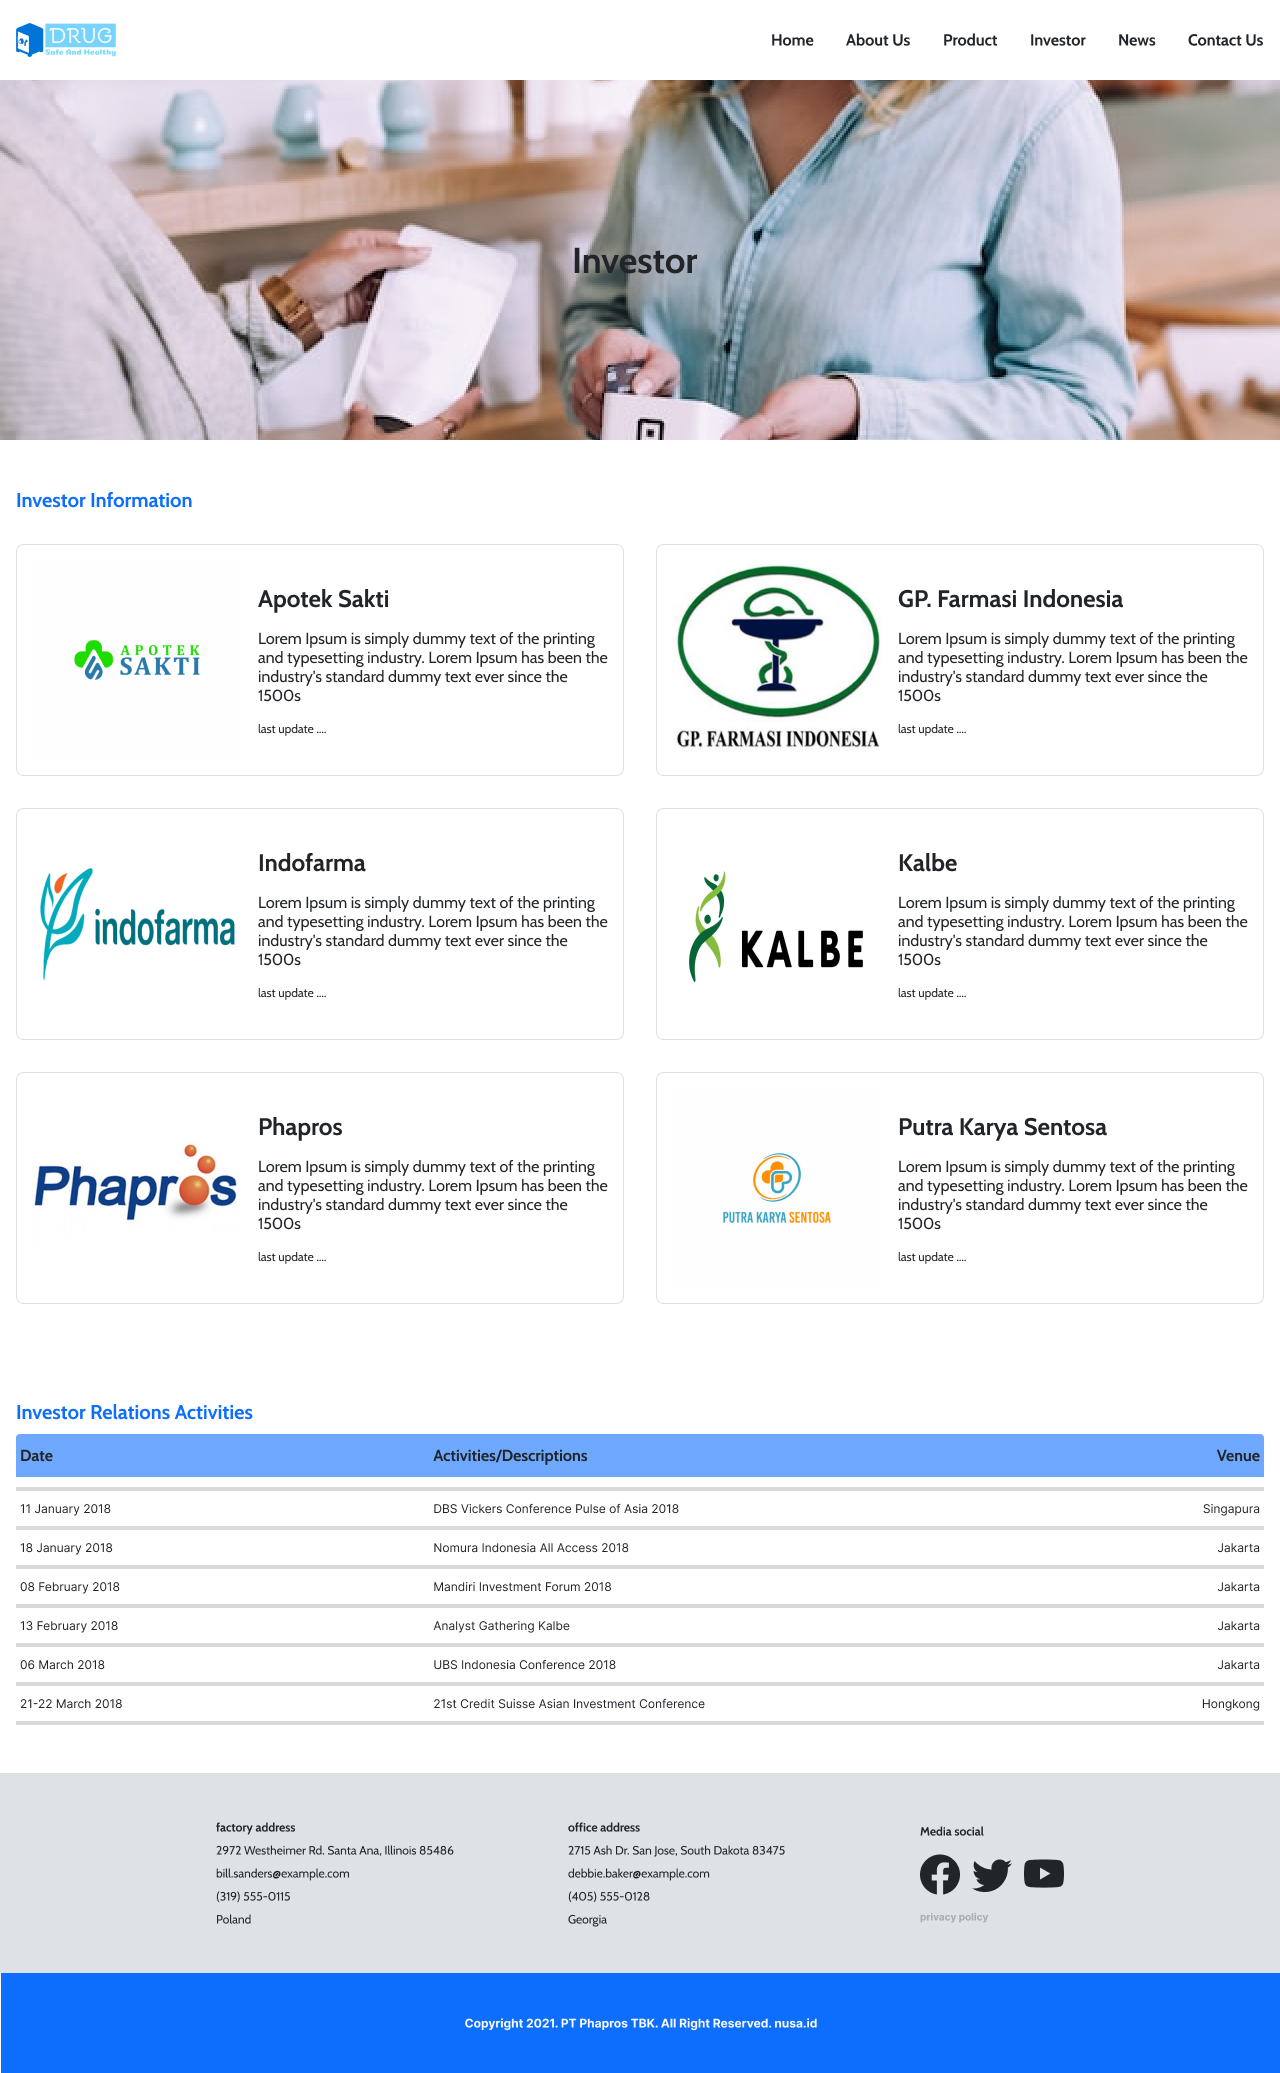 DRUG
Safe And Healthy
Home About Us Product Investor News Contact Us
Investor
Investor Information
APOTEK
SAKTI
Apotek Sakti
Lorem Ipsum is simply dummy text of the printing
and typesetting industry. Lorem Ipsum has been the
industry's standard dummy text ever since the
1500s
last update ....
GP. FARMASI INDONESIA
GP. Farmasi Indonesia
Lorem Ipsum is simply dummy text of the printing
and typesetting industry. Lorem Ipsum has been the
industry's standard dummy text ever since the
1500s
last update ....
indofarma
Indofarma
Lorem Ipsum is simply dummy text of the printing
and typesetting industry. Lorem Ipsum has been the
industry's standard dummy text ever since the
1500s
last update ....
KALBE
Kalbe
Lorem Ipsum is simply dummy text of the printing
and typesetting industry. Lorem Ipsum has been the
industry's standard dummy text ever since the
1500s
last update ....
Phapros
Phapros
Lorem Ipsum is simply dummy text of the printing
and typesetting industry. Lorem Ipsum has been the
industry's standard dummy text ever since the
1500s
last update ....
PUTRA KARYA SENTOSA
Putra Karya Sentosa
Lorem Ipsum is simply dummy text of the printing
and typesetting industry. Lorem Ipsum has been the
industry's standard dummy text ever since the
1500s
last update ....
Investor Relations Activities
Date Activities/Descriptions Venue
11 January 2018 DBS Vickers Conference Pulse of Asia 2018 Singapura
18 January 2018 Nomura Indonesia All Access 2018 Jakarta
08 February 2018 Mandiri Investment Forum 2018 Jakarta
13 February 2018 Analyst Gathering Kalbe Jakarta
06 March 2018 UBS Indonesia Conference 2018 Jakarta
21-22 March 2018 21st Credit Suisse Asian Investment Conference Hongkong
factory address
2972 Westheimer Rd. Santa Ana, Illinois 85486
bill.sanders@example.com
(319) 555-0115
Poland
office address
2715 Ash Dr. San Jose, South Dakota 83475
debbie.baker@example.com
(405) 555-0128
Georgia
Media social
privacy policy
Copyright 2021. PT Phapros TBK. All Right Reserved. nusa.id